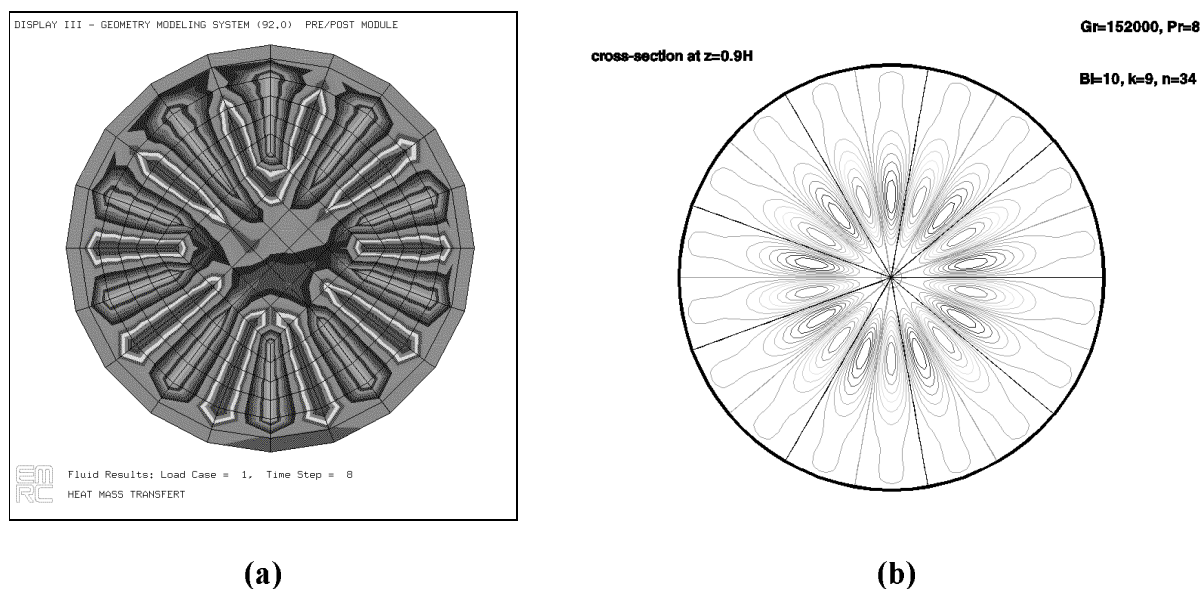 DISPLAY III - GEOMETRY MODELING SYSTEM (92.0) PRE/POST MODULE
Gr=152000, Pr=8
cross-section at z=0.9H
Bi=10, k=9, n=34
EMRC
Fluid Results: Load Case = 1, Time Step = 8
HEAT MASS TRANSFERT
(a)
(b)